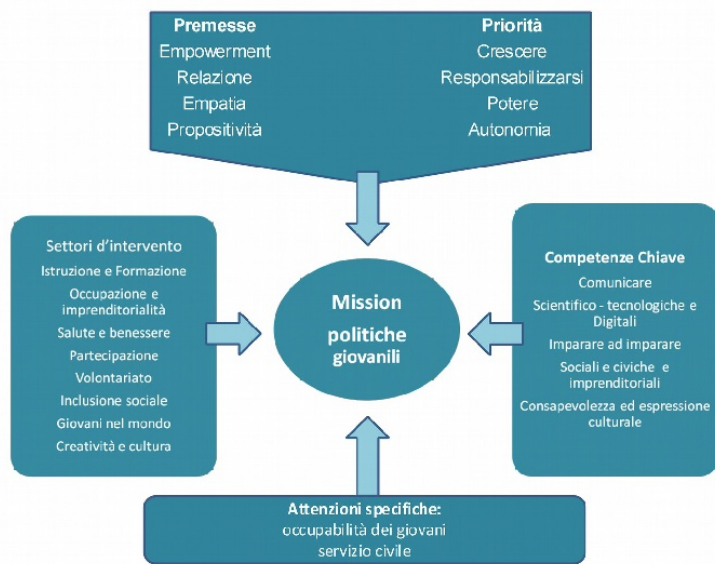 Premesse
Empowerment
Relazione
Empatia
Propositività
Priorità
Crescere
Responsabilizzarsi
Potere
Autonomia
Settori d'intervento
Istruzione e Formazione
Occupazione e
imprenditorialità
Salute e benessere
Partecipazione
Volontariato
Inclusione sociale
Giovani nel mondo
Creatività e cultura
Mission
politiche
giovanili
Competenze Chiave
Comunicare
Scientifico - tecnologiche e
Digitali
Imparare ad imparare
Sociali e civiche e
imprenditoriali
Consapevolezza ed espressione
culturale
Attenzioni specifiche:
occupabilità dei giovani
servizio civile